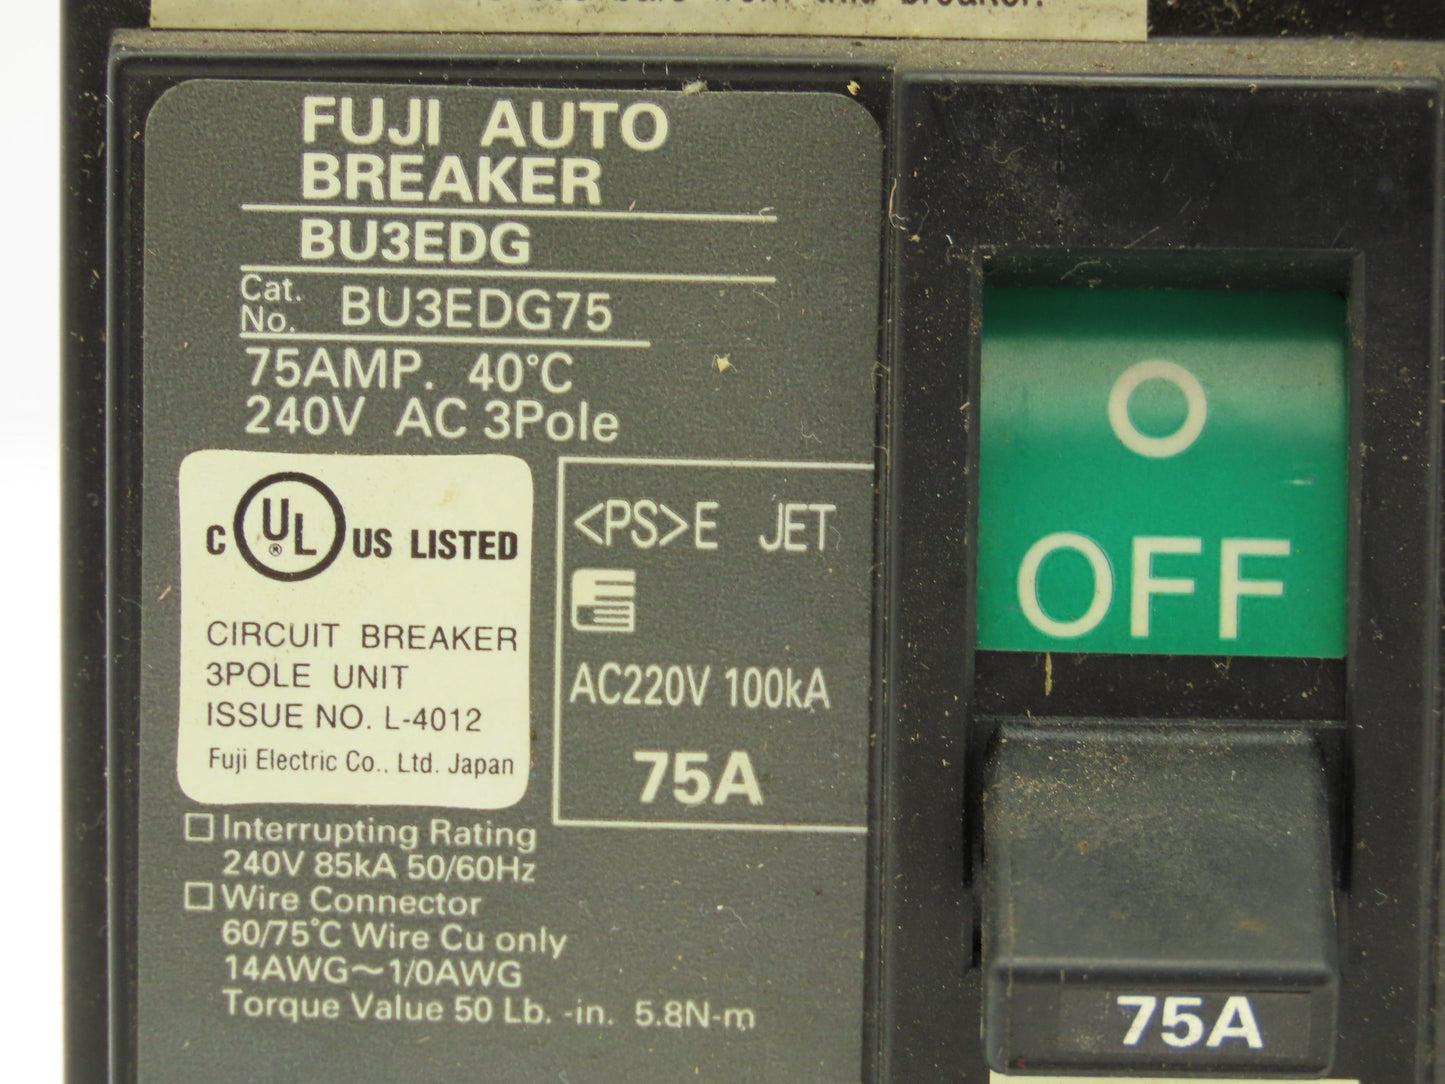 from this breaker.
FUJI AUTO
BREAKER
BU3EDG
Cat. No. BU3EDG75
75AMP. 40°C
240V AC 3Pole
C UL ® US LISTED
CIRCUIT BREAKER
3POLE UNIT
ISSUE NO. L-4012
Fuji Electric Co., Ltd. Japan
<PS>E JET
AC220V 100kA
75A
□ Interrupting Rating
240V 85kA 50/60Hz
□ Wire Connector
60/75°C Wire Cu only
14AWG~1/0AWG
Torque Value 50 Lb. -in. 5.8N-m
O
OFF
75A